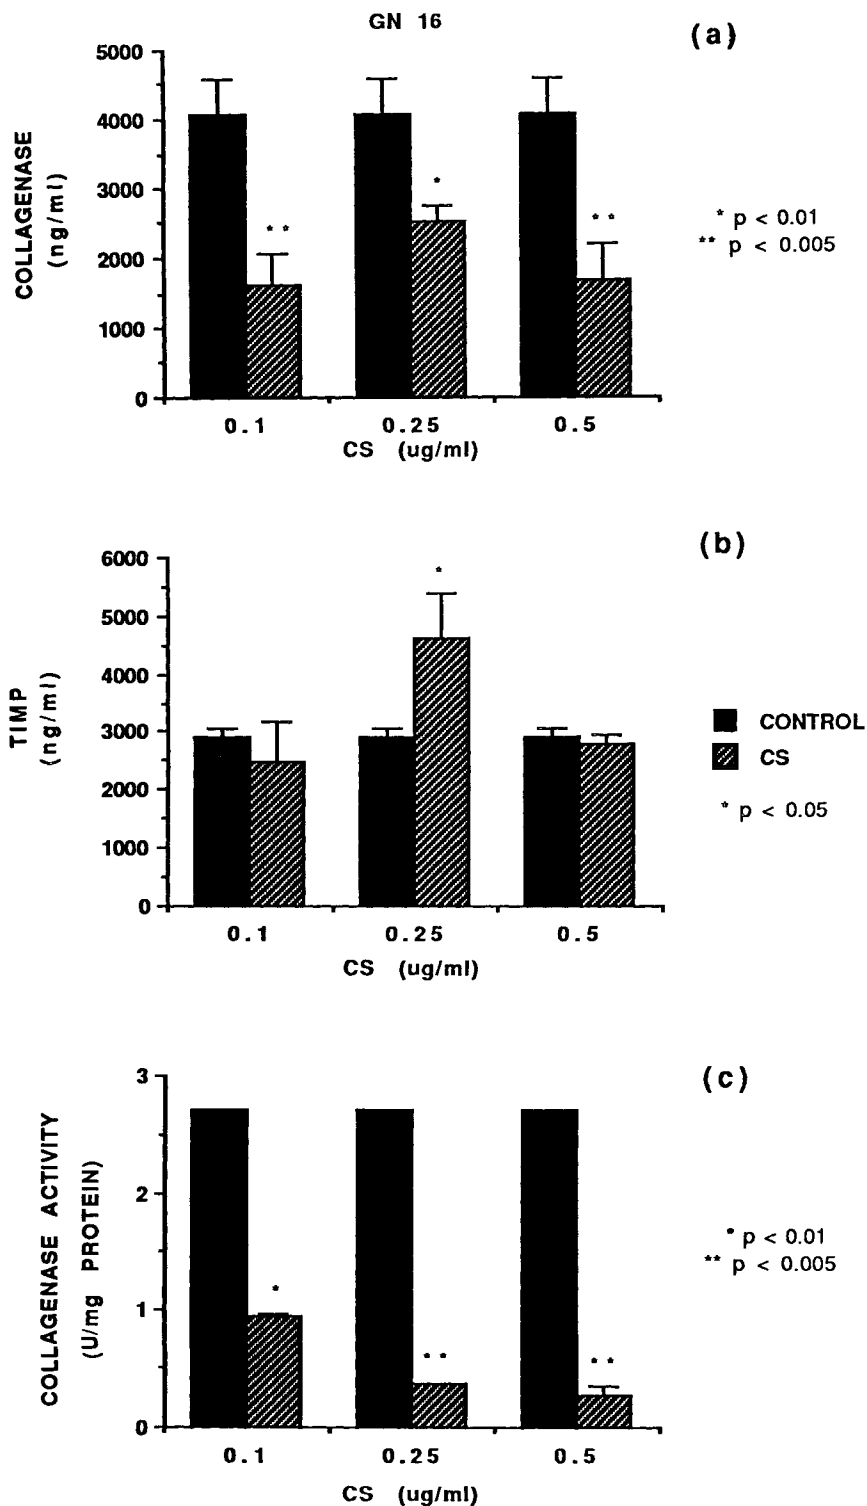 GN 16
(a)
COLLAGENASE
(ng/ml)
5000
4000
3000
2000
1000
0
* *
*
* *
* p < 0.01
** p < 0.005
0.1 0.25 0.5
CS (ug/ml)
(b)
TIMP
(ng/ml)
6000
5000
4000
3000
2000
1000
0
*
CONTROL
CS
* p < 0.05
0.1 0.25 0.5
CS (ug/ml)
(c)
COLLAGENASE ACTIVITY
(U/mg PROTEIN)
3
2
1
0
*
* *
* *
• p < 0.01
** p < 0.005
0.1 0.25 0.5
CS (ug/ml)